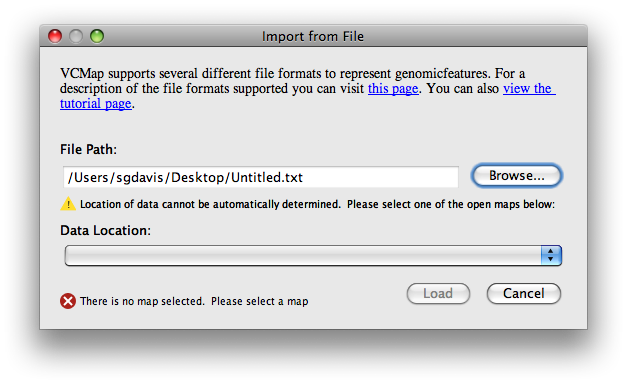 Import from File
VCMap supports several different file formats to represent genomicfeatures. For a
description of the file formats supported you can visit this page. You can also view the
tutorial page.
File Path:
/Users/sgdavis/Desktop/Untitled.txt
Browse...
Location of data cannot be automatically determined. Please select one of the open maps below:
Data Location:
There is no map selected. Please select a map
Load
Cancel